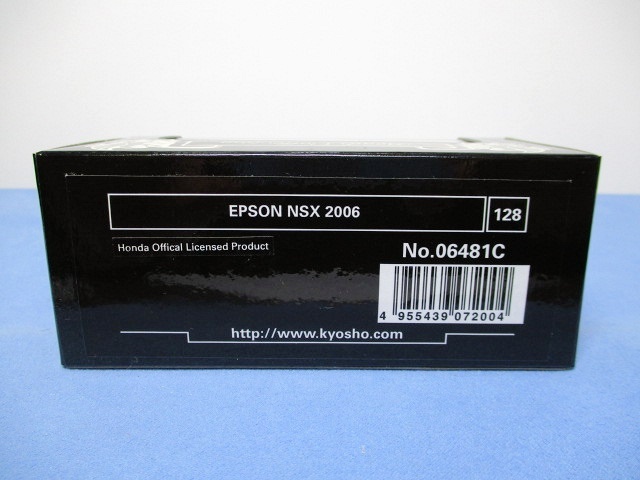 EPSON NSX 2006
128
Honda Offical Licensed Product
No.06481C
4 955439 072004
http://www.kyosho.com